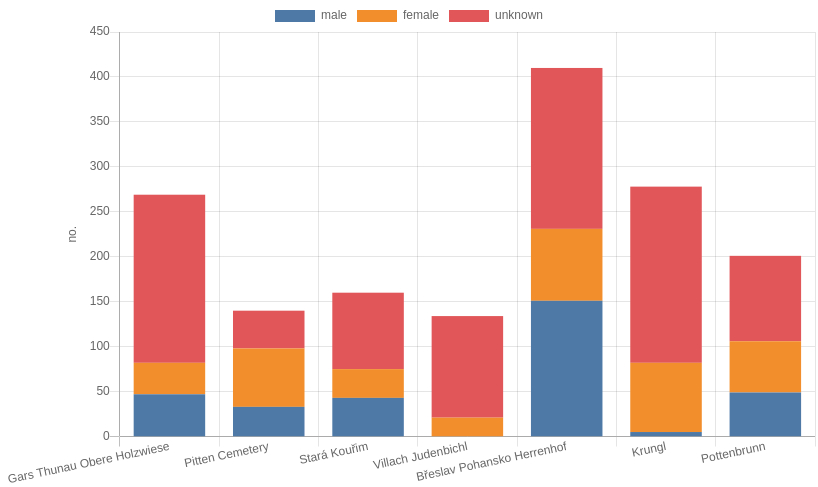 male female unknown
450
400
350
300
250
200
150
100
50
0
no.
Gars Thunau Obere Holzwiese
Pitten Cemetery
Stará Kouřim
Villach Judenbichl
Břeslav Pohansko Herrenhof
Krungl
Pottenbrunn